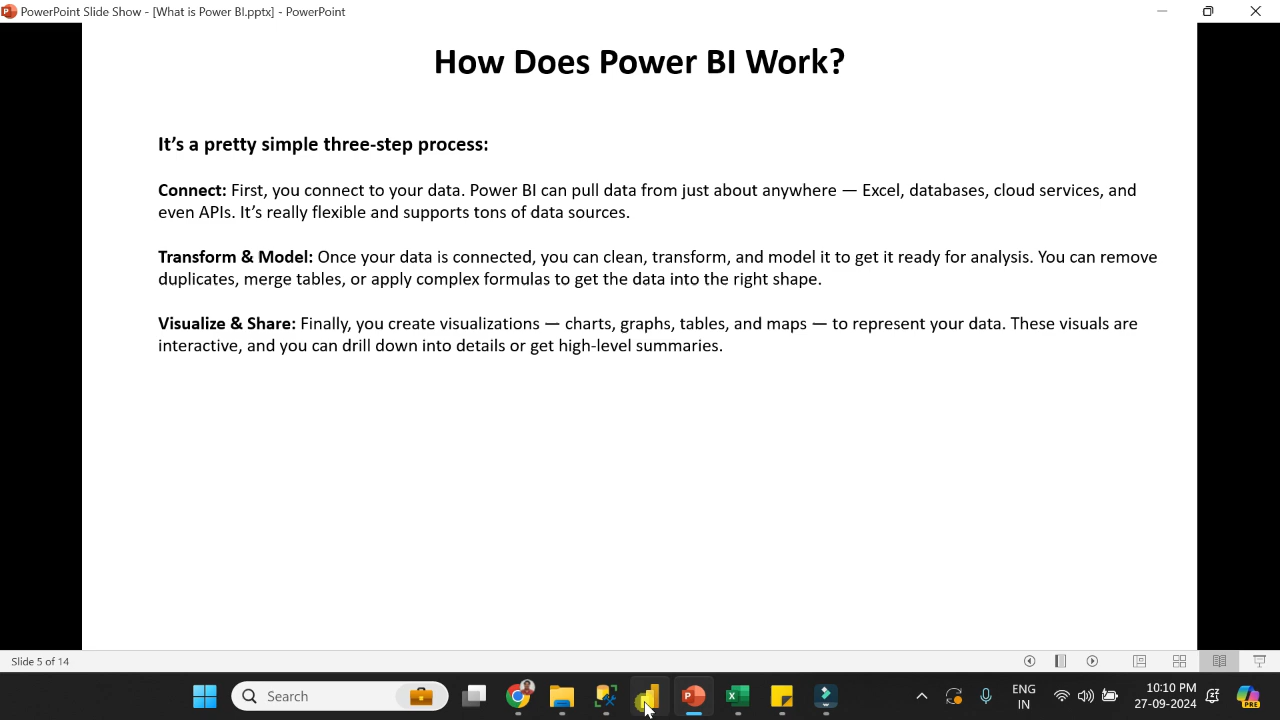 PowerPoint Slide Show - [What is Power BI.pptx] - PowerPoint
How Does Power BI Work?
It’s a pretty simple three-step process:
Connect: First, you connect to your data. Power BI can pull data from just about anywhere — Excel, databases, cloud services, and
even APIs. It’s really flexible and supports tons of data sources.
Transform & Model: Once your data is connected, you can clean, transform, and model it to get it ready for analysis. You can remove
duplicates, merge tables, or apply complex formulas to get the data into the right shape.
Visualize & Share: Finally, you create visualizations — charts, graphs, tables, and maps — to represent your data. These visuals are
interactive, and you can drill down into details or get high-level summaries.
Slide 5 of 14
Search
ENG
IN
10:10 PM
27-09-2024
PRE